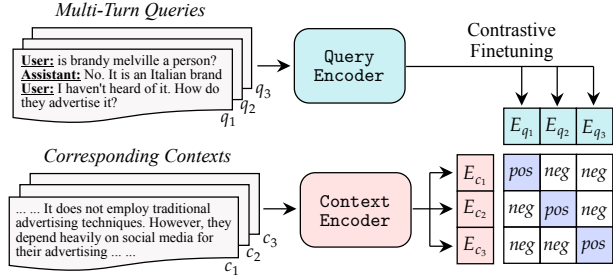 Multi-Turn Queries
User: is brandy melville a person?
Assistant: No. It is an Italian brand
User: I haven't heard of it. How do
they advertise it?
q1
q2
q3
Query
Encoder
Contrastive
Finetuning
Eq1 Eq2 Eq3
Corresponding Contexts
... ... It does not employ traditional
advertising techniques. However, they
depend heavily on social media for
their advertising ... ...
c1
c2
c3
Context
Encoder
Ec1 pos neg neg
Ec2 neg pos neg
Ec3 neg neg pos